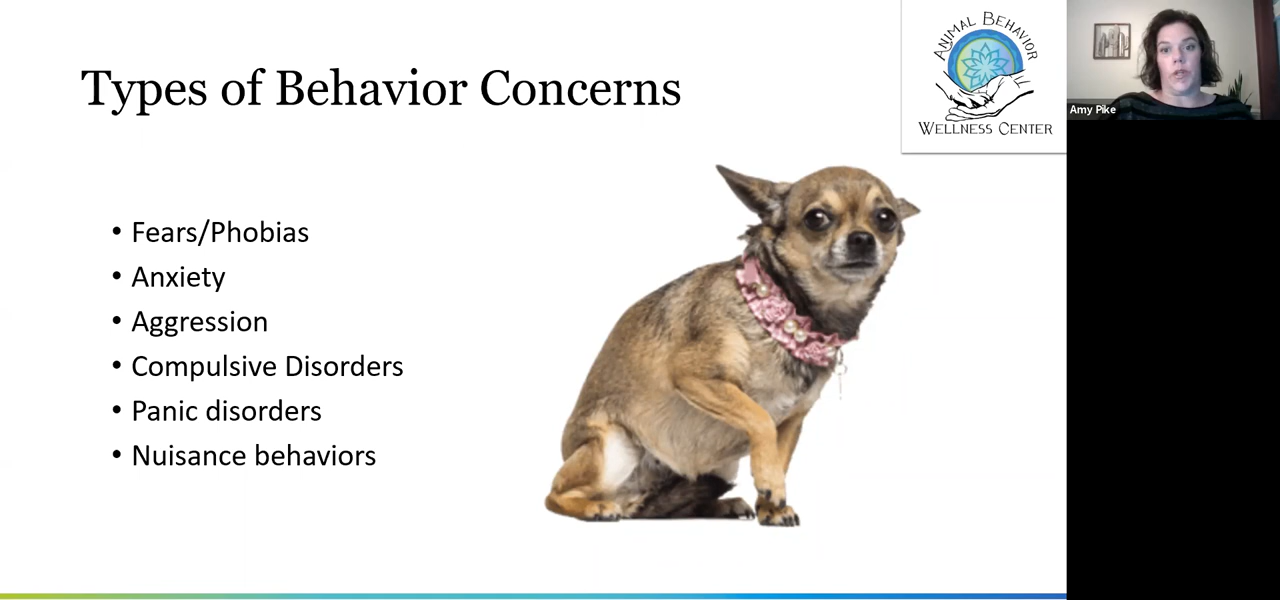 Types of Behavior Concerns
ANIMAL BEHAVIOR
WELLNESS CENTER
Amy Pike
• Fears/Phobias
• Anxiety
• Aggression
• Compulsive Disorders
• Panic disorders
• Nuisance behaviors